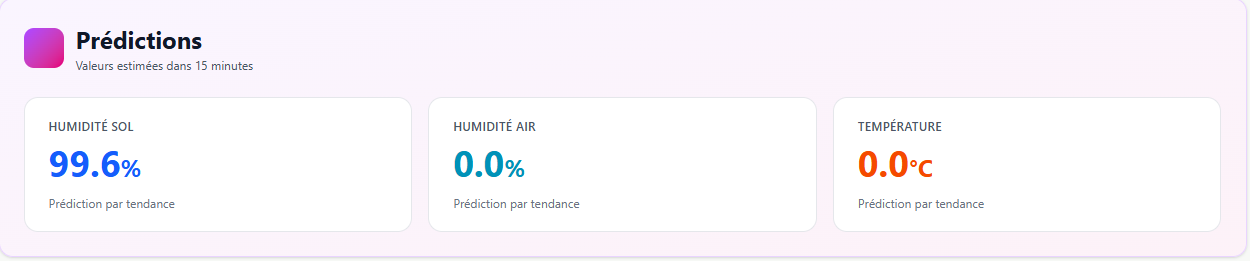 Prédictions
Valeurs estimées dans 15 minutes
HUMIDITÉ SOL
99.6%
Prédiction par tendance
HUMIDITÉ AIR
0.0%
Prédiction par tendance
TEMPÉRATURE
0.0°C
Prédiction par tendance